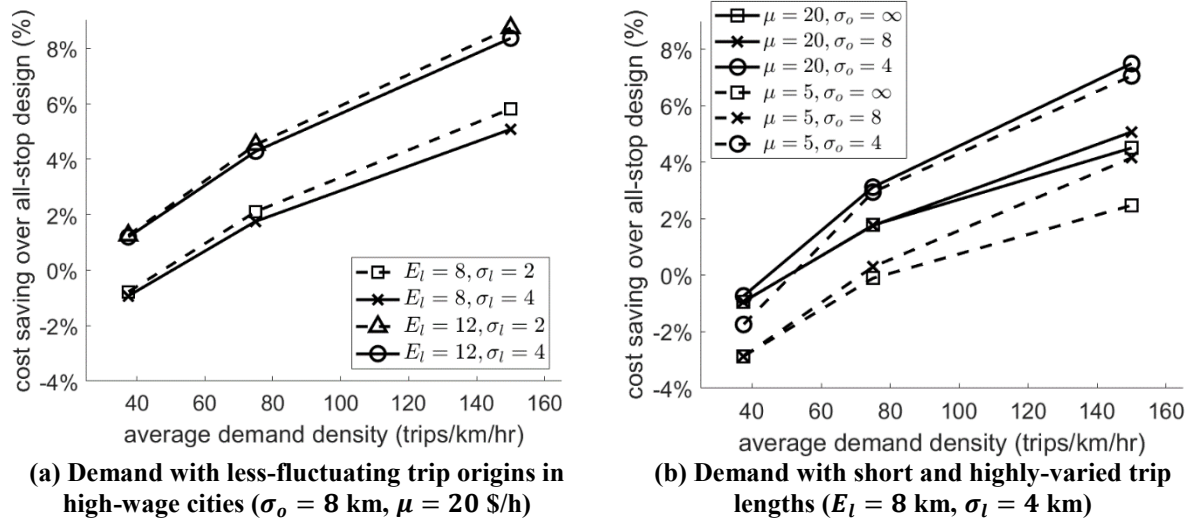 cost saving over all-stop design (%)
8%
6%
4%
2%
0%
-2%
-4%
40 60 80 100 120 140 160
average demand density (trips/km/hr)
E_l = 8, σ_l = 2
E_l = 8, σ_l = 4
E_l = 12, σ_l = 2
E_l = 12, σ_l = 4
(a) Demand with less-fluctuating trip origins in
high-wage cities (σ_o = 8 km, μ = 20 $/h)
cost saving over all-stop design (%)
8%
6%
4%
2%
0%
-2%
-4%
40 60 80 100 120 140 160
average demand density (trips/km/hr)
μ = 20, σ_o = ∞
μ = 20, σ_o = 8
μ = 20, σ_o = 4
μ = 5, σ_o = ∞
μ = 5, σ_o = 8
μ = 5, σ_o = 4
(b) Demand with short and highly-varied trip
lengths (E_l = 8 km, σ_l = 4 km)